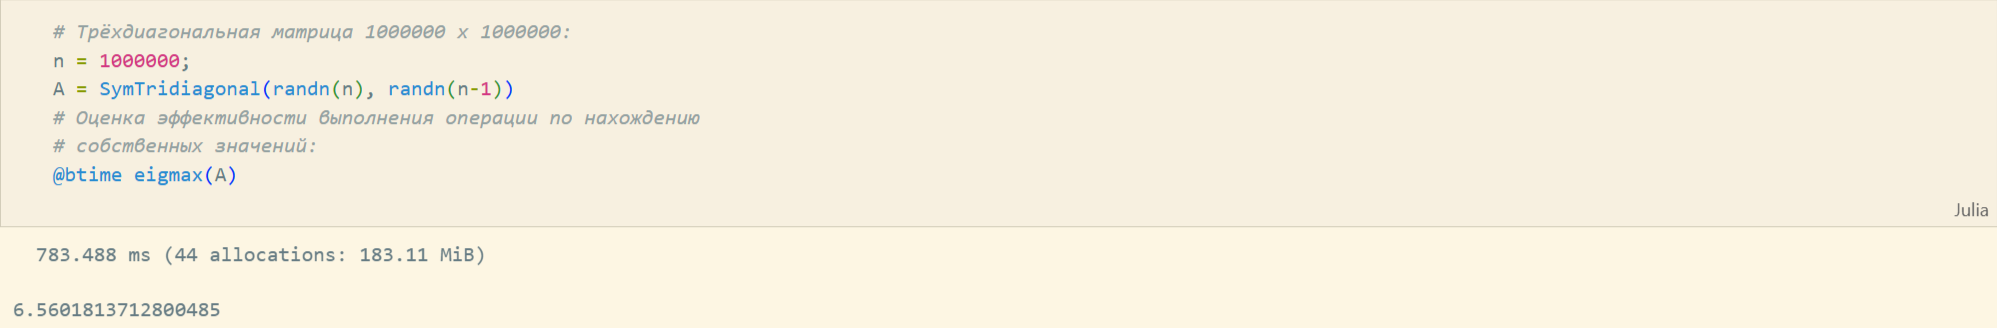 # Трёхдиагональная матрица 1000000 x 1000000:
n = 1000000;
A = SymTridiagonal(randn(n), randn(n-1))
# Оценка эффективности выполнения операции по нахождению
# собственных значений:
@btime eigmax(A)
Julia
783.488 ms (44 allocations: 183.11 MiB)
6.5601813712800485